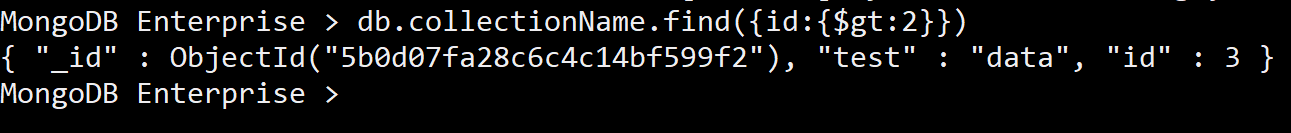 MongoDB Enterprise > db.collectionName.find({id:{$gt:2}})
{ "_id" : ObjectId("5b0d07fa28c6c4c14bf599f2"), "test" : "data", "id" : 3 }
MongoDB Enterprise >